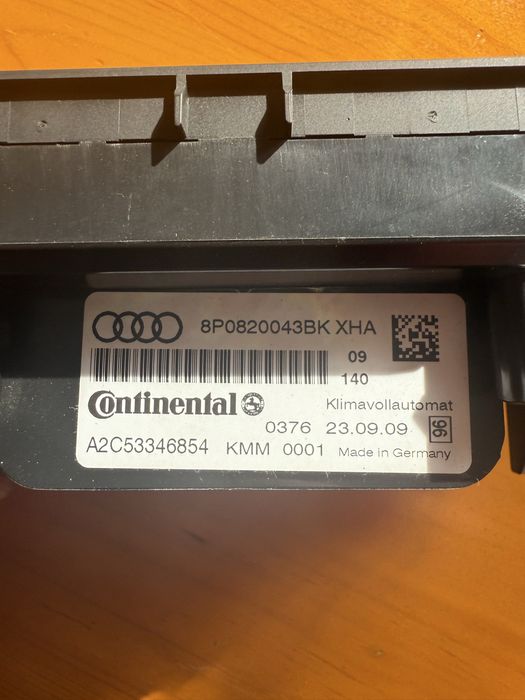 8P0820043BK XHA
09
140
Continental
Klimavollautomat
0376 23.09.09 96
A2C53346854 KMM 0001 Made in Germany